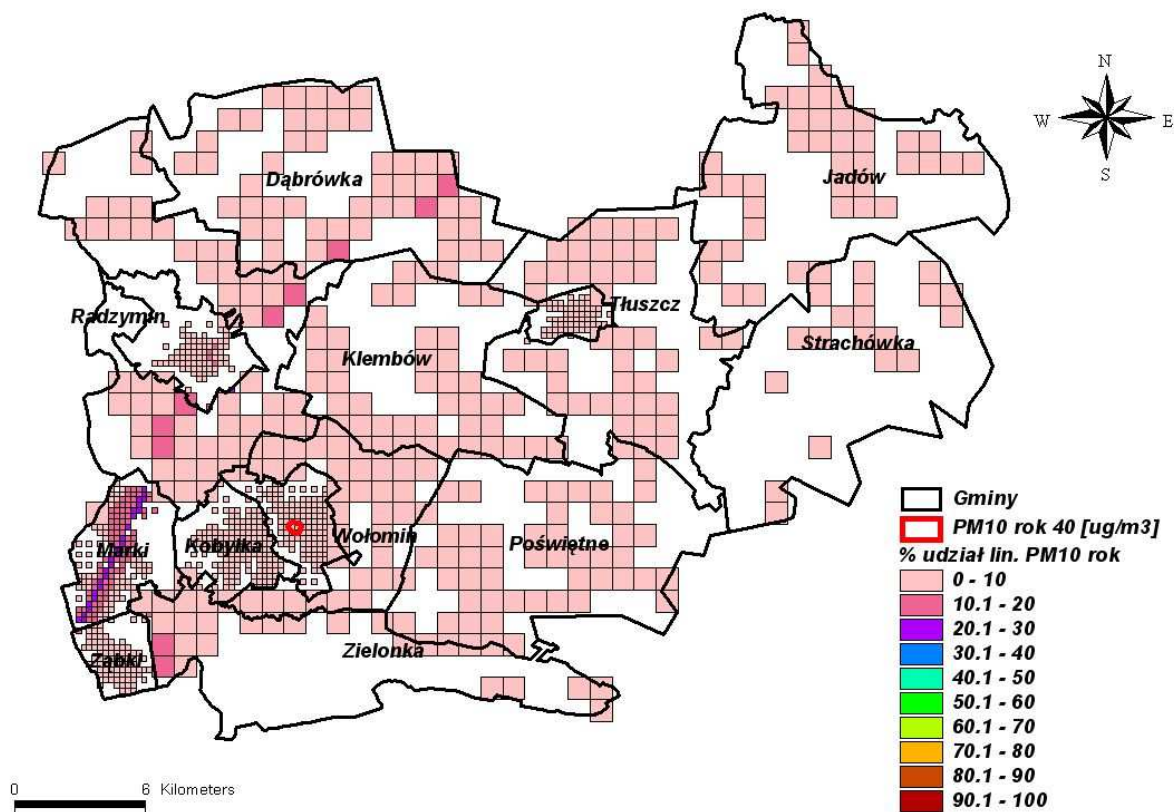 N
W E
S
Dąbrówka
Jadów
Radzymin
Tłuszcz
Klembów
Strachówka
Marki
Kobyłka
Wołomin
Poświętne
Ząbki
Zielonka
Gminy
PM10 rok 40 [ug/m3]
% udział lin. PM10 rok
0 - 10
10.1 - 20
20.1 - 30
30.1 - 40
40.1 - 50
50.1 - 60
60.1 - 70
70.1 - 80
80.1 - 90
90.1 - 100
0 6 Kilometers